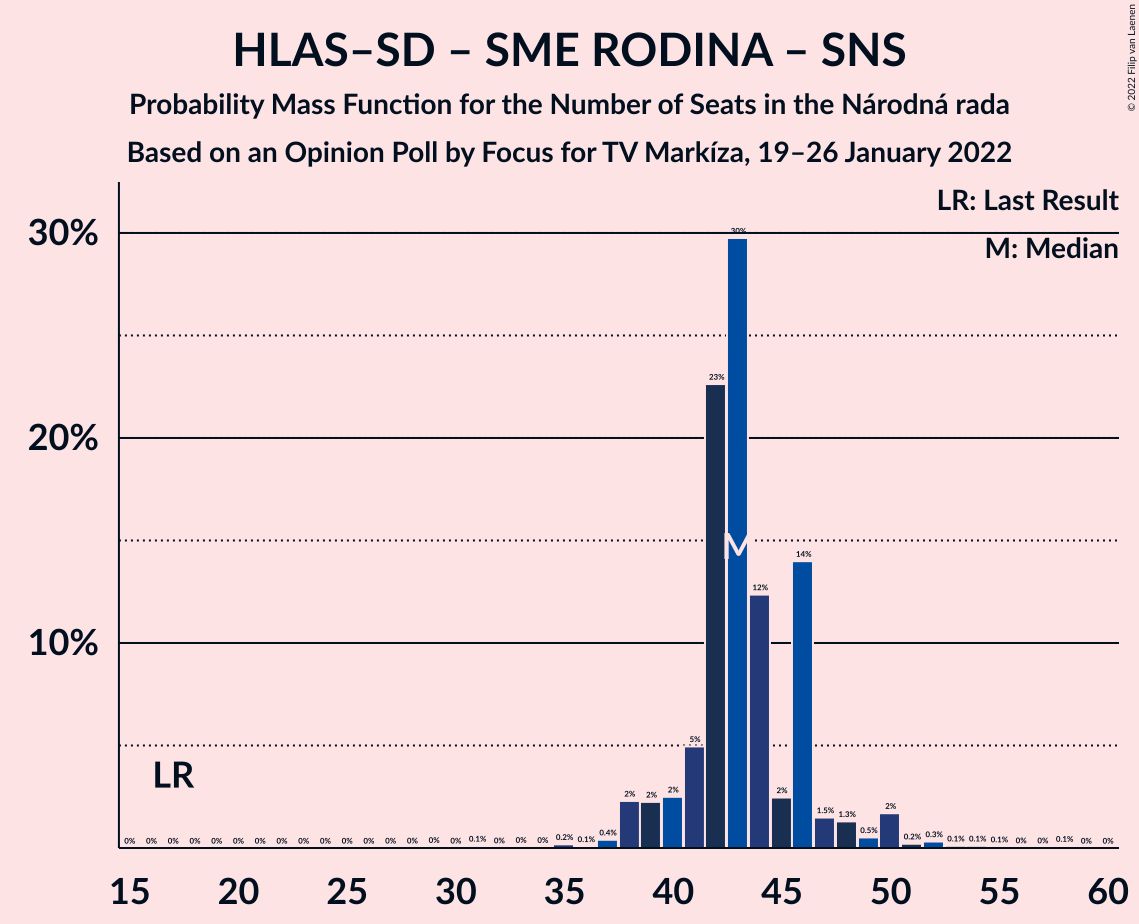 HLAS–SD – SME RODINA – SNS
Probability Mass Function for the Number of Seats in the Národná rada
Based on an Opinion Poll by Focus for TV Markíza, 19–26 January 2022
© 2022 Filip van Laenen
LR: Last Result
M: Median
30%
20%
10%
LR
M
0% 0% 0% 0% 0% 0% 0% 0% 0% 0% 0% 0% 0% 0% 0% 0% 0.1% 0% 0% 0% 0.2% 0.1% 0.4% 2% 2% 2% 5% 23% 30% 12% 2% 14% 1.5% 1.3% 0.5% 2% 0.2% 0.3% 0.1% 0.1% 0.1% 0% 0% 0.1% 0% 0%
15 20 25 30 35 40 45 50 55 60